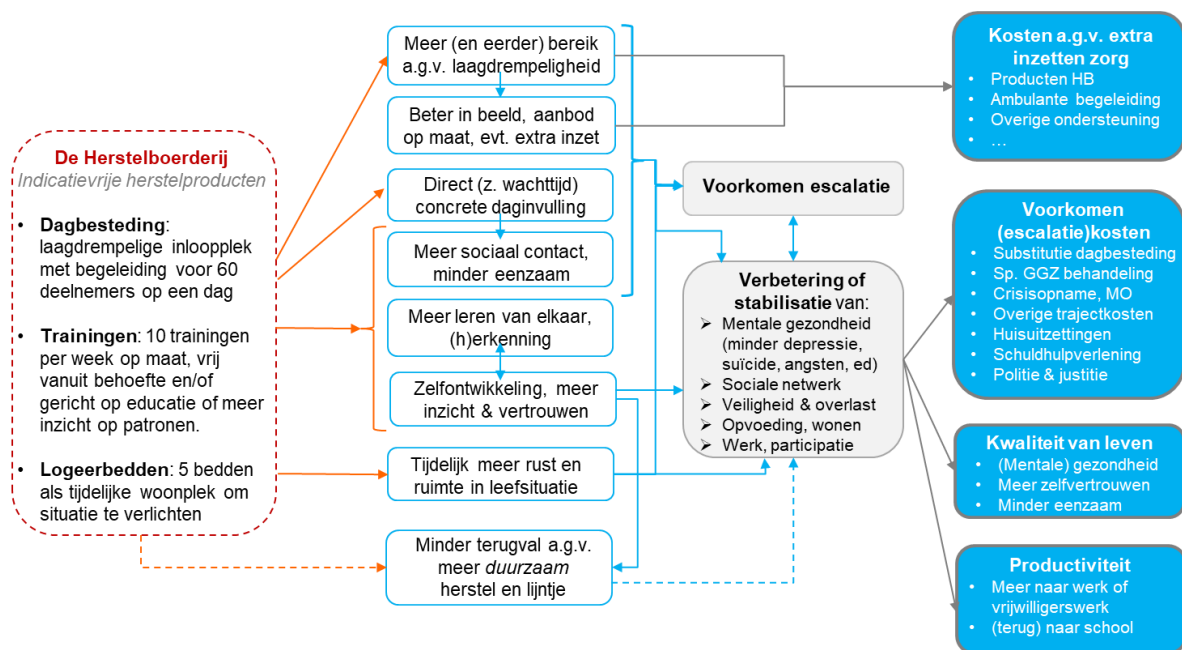 De Herstelboerderij
Indicatievrije herstelproducten
• Dagbesteding:
laagdrempelige inloopplek
met begeleiding voor 60
deelnemers op een dag
• Trainingen: 10 trainingen
per week op maat, vrij
vanuit behoefte en/of
gericht op educatie of meer
inzicht op patronen.
• Logeerbedden: 5 bedden
als tijdelijke woonplek om
situatie te verlichten
Meer (en eerder) bereik
a.g.v. laagdrempeligheid
Beter in beeld, aanbod
op maat, evt. extra inzet
Direct (z. wachttijd)
concrete daginvulling
Meer sociaal contact,
minder eenzaam
Meer leren van elkaar,
(h)erkenning
Zelfontwikkeling, meer
inzicht & vertrouwen
Tijdelijk meer rust en
ruimte in leefsituatie
Minder terugval a.g.v.
meer duurzaam
herstel en lijntje
Voorkomen escalatie
Verbetering of
stabilisatie van:
➢ Mentale gezondheid
(minder depressie,
suïcide, angsten, ed)
➢ Sociale netwerk
➢ Veiligheid & overlast
➢ Opvoeding, wonen
➢ Werk, participatie
Kosten a.g.v. extra
inzetten zorg
• Producten HB
• Ambulante begeleiding
• Overige ondersteuning
• …
Voorkomen
(escalatie)kosten
• Substitutie dagbesteding
• Sp. GGZ behandeling
• Crisisopname, MO
• Overige trajectkosten
• Huisuitzettingen
• Schuldhulpverlening
• Politie & justitie
Kwaliteit van leven
• (Mentale) gezondheid
• Meer zelfvertrouwen
• Minder eenzaam
Productiviteit
• Meer naar werk of
vrijwilligerswerk
• (terug) naar school